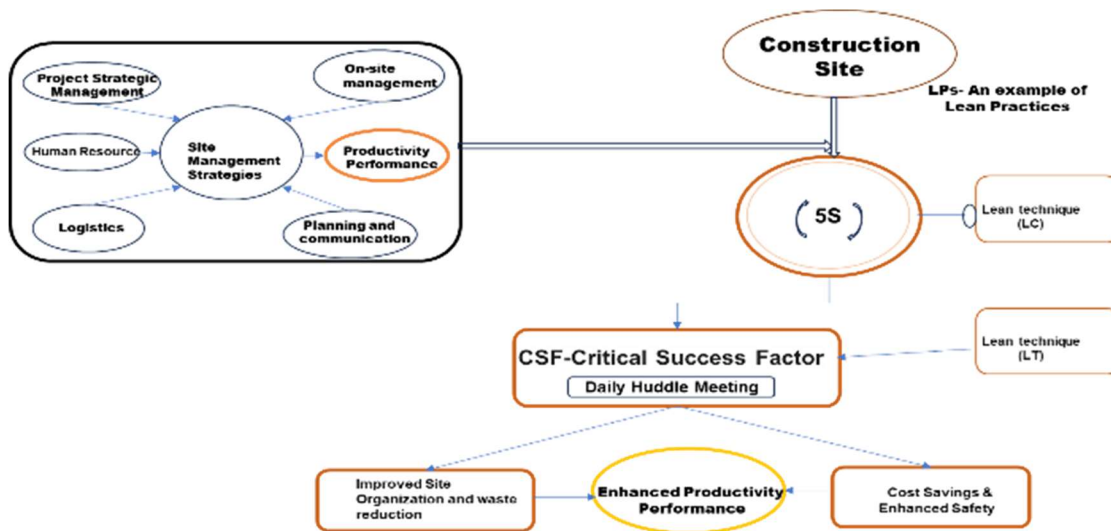 Project Strategic
Management
On-site
management
Human Resource
Site
Management
Strategies
Productivity
Performance
Logistics
Planning and
communication
Construction
Site
LPs- An example of
Lean Practices
5S
Lean technique
(LC)
CSF-Critical Success Factor
Daily Huddle Meeting
Lean technique
(LT)
Improved Site
Organization and waste
reduction
Enhanced Productivity
Performance
Cost Savings &
Enhanced Safety